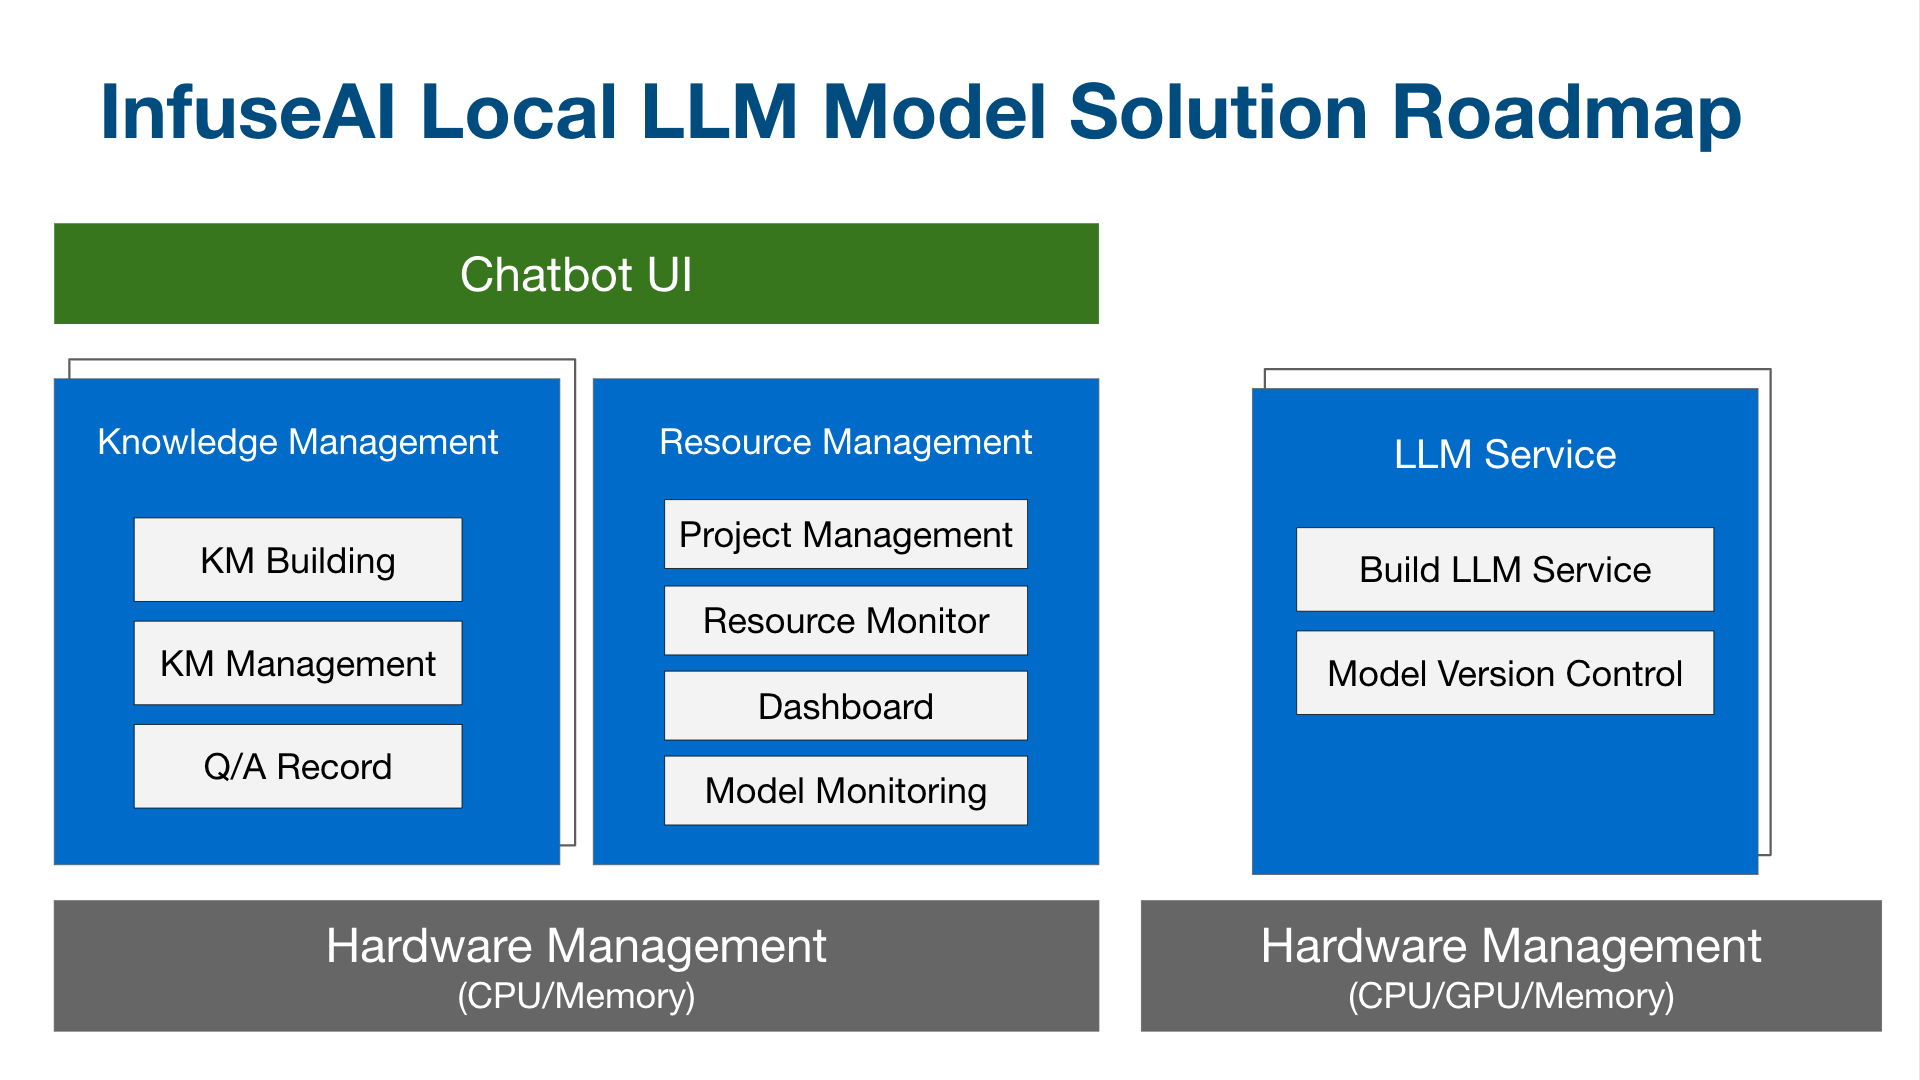 InfuseAI Local LLM Model Solution Roadmap
Chatbot UI
Knowledge Management
KM Building
KM Management
Q/A Record
Resource Management
Project Management
Resource Monitor
Dashboard
Model Monitoring
LLM Service
Build LLM Service
Model Version Control
Hardware Management
(CPU/Memory)
Hardware Management
(CPU/GPU/Memory)